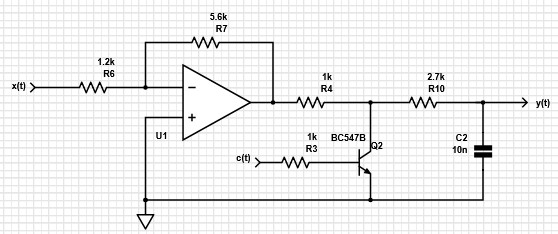 5.6k
R7
1.2k
R6
x(t)
U1
1k
R4
2.7k
R10
y(t)
1k
R3
c(t)
BC547B
Q2
C2
10n